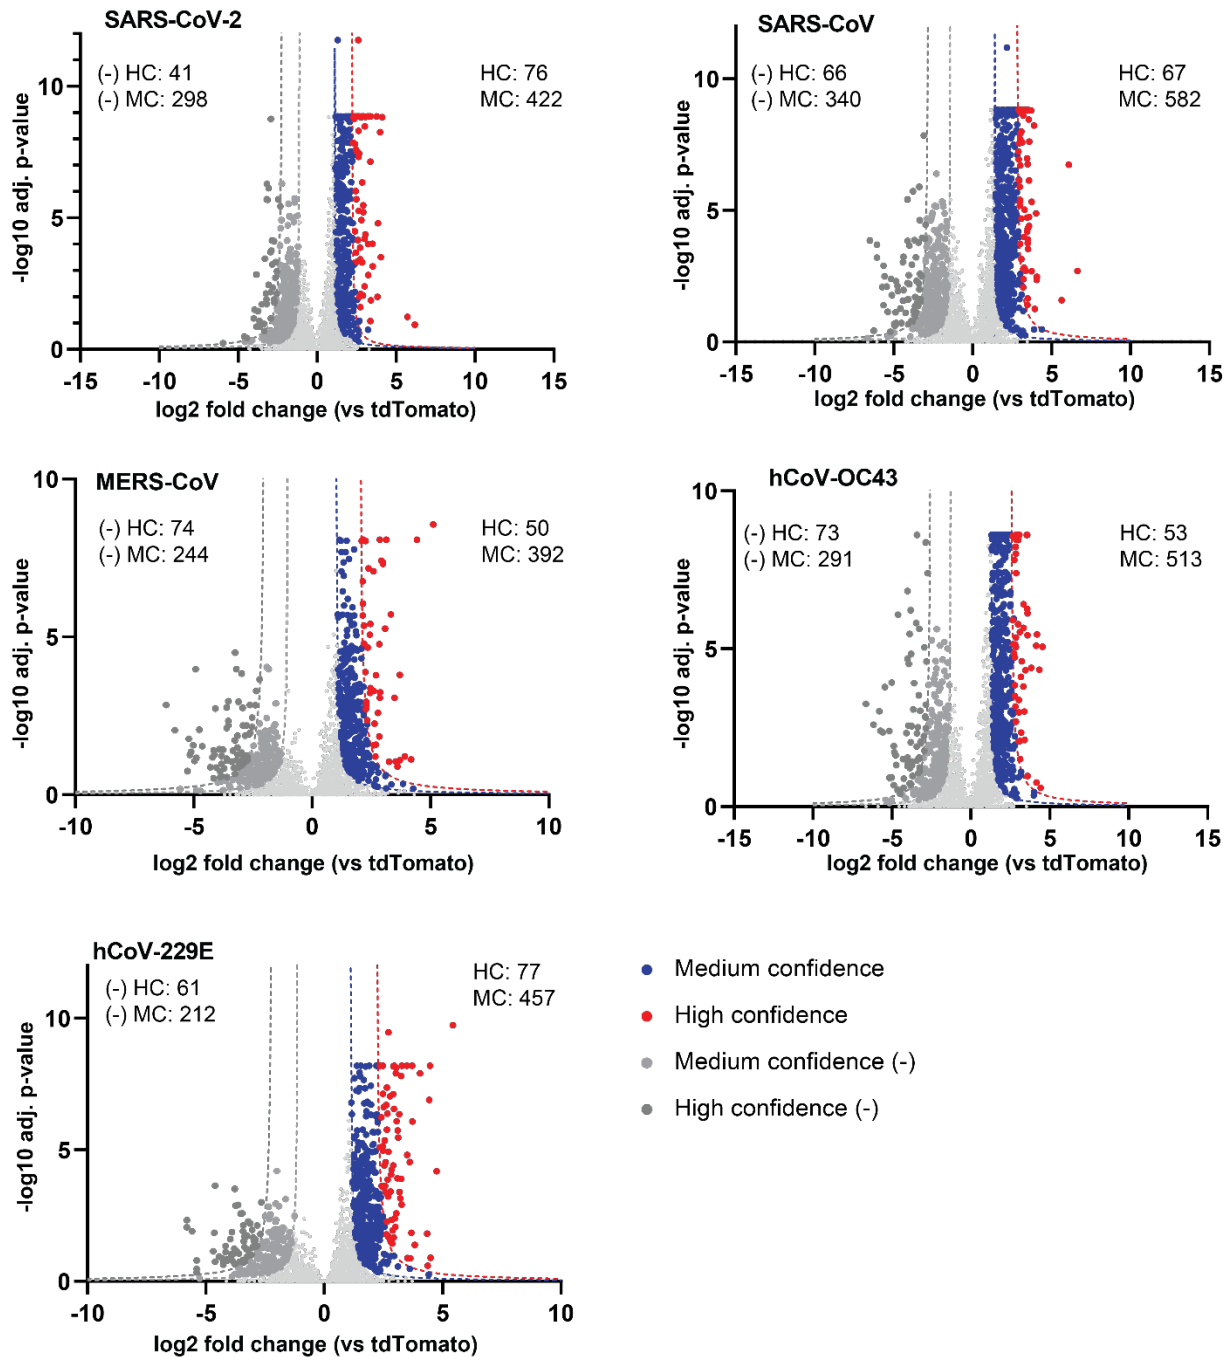 SARS-CoV-2
(-) HC: 41
(-) MC: 298
HC: 76
MC: 422
-log10 adj. p-value
10
5
0
-15 -10 -5 0 5 10 15
log2 fold change (vs tdTomato)
SARS-CoV
(-) HC: 66
(-) MC: 340
HC: 67
MC: 582
-log10 adj. p-value
10
5
0
-15 -10 -5 0 5 10 15
log2 fold change (vs tdTomato)
MERS-CoV
(-) HC: 74
(-) MC: 244
HC: 50
MC: 392
-log10 adj. p-value
10
5
0
-10 -5 0 5 10
log2 fold change (vs tdTomato)
hCoV-OC43
(-) HC: 73
(-) MC: 291
HC: 53
MC: 513
-log10 adj. p-value
10
5
0
-15 -10 -5 0 5 10 15
log2 fold change (vs tdTomato)
hCoV-229E
(-) HC: 61
(-) MC: 212
HC: 77
MC: 457
-log10 adj. p-value
10
5
0
-10 -5 0 5 10
log2 fold change (vs tdTomato)
Medium confidence
High confidence
Medium confidence (-)
High confidence (-)